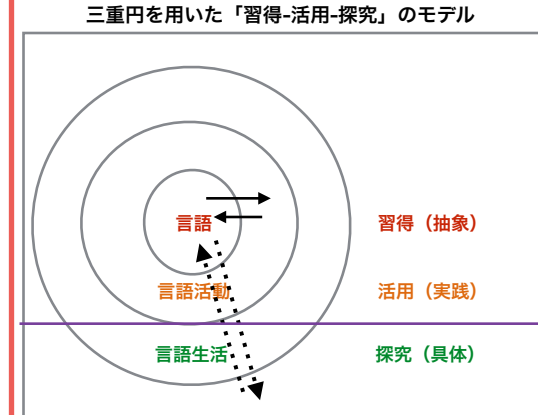 三重円を用いた「習得-活用-探究」のモデル
言語 習得（抽象）
言語活動 活用（実践）
言語生活 探究（具体）